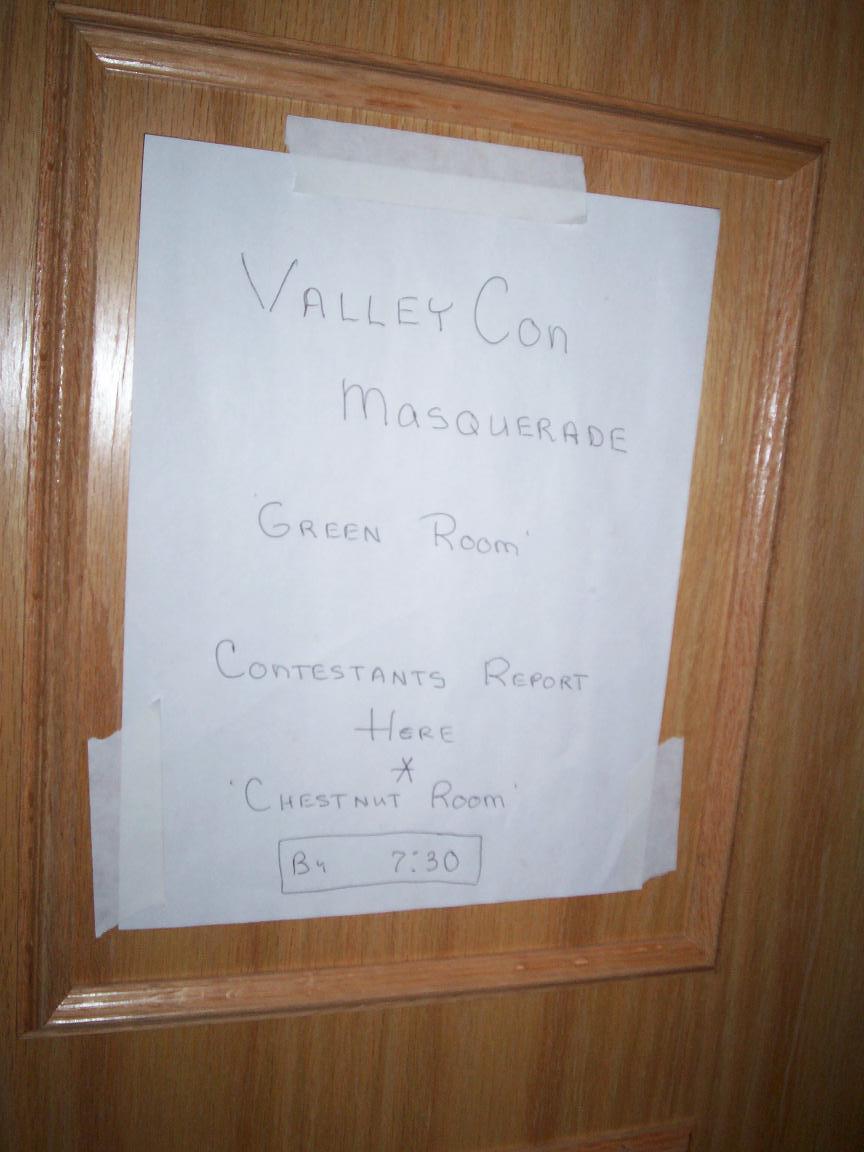 VALLEY CON
MASQUERADE
'GREEN ROOM'
CONTESTANTS REPORT
HERE
*
'CHESTNUT ROOM'
By 7:30